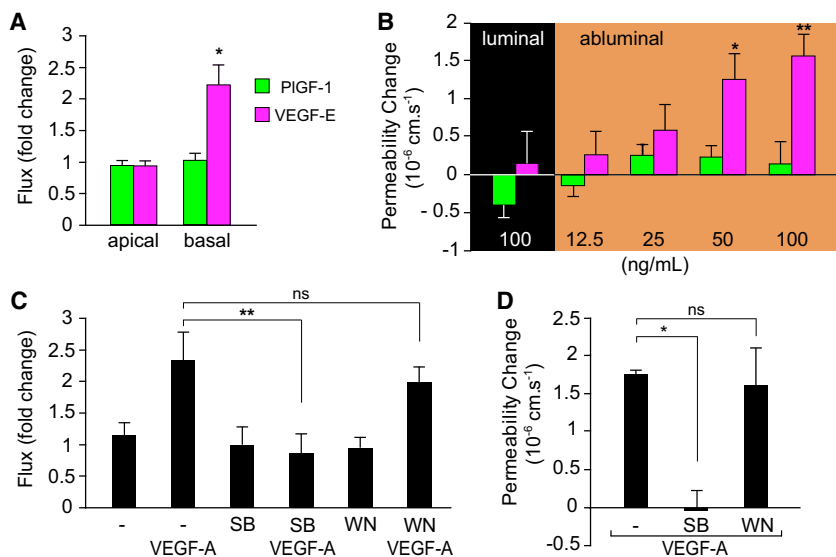 A
Flux (fold change)
3
2.5
2
1.5
1
0.5
0
*
PlGF-1
VEGF-E
apical basal
B
Permeability Change
(10⁻⁶ cm.s⁻¹)
2
1.5
1
0.5
0
- 0.5
-1
luminal abluminal
*
**
100 12.5 25 50 100
(ng/mL)
C
Flux (fold change)
3
2.5
2
1.5
1
0.5
0
ns
**
- - SB SB WN WN
VEGF-A VEGF-A VEGF-A
D
Permeability Change
(10⁻⁶ cm.s⁻¹)
2
2.5
1.5
1
0
-0.5
ns
*
- SB WN
VEGF-A